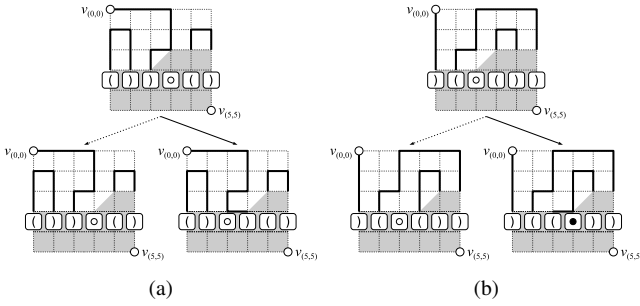 v(0,0) v(0,0)
( ) ) ○ ( ) ( ( ○ ( ) )
v(5,5) v(5,5)
v(0,0) v(0,0) v(0,0) v(0,0)
( ) ) ○ ( ) ( ) ○ ) ( ) ( ( ○ ( ) ) ( ( ( ● ) )
v(5,5) v(5,5) v(5,5) v(5,5)
(a) (b)